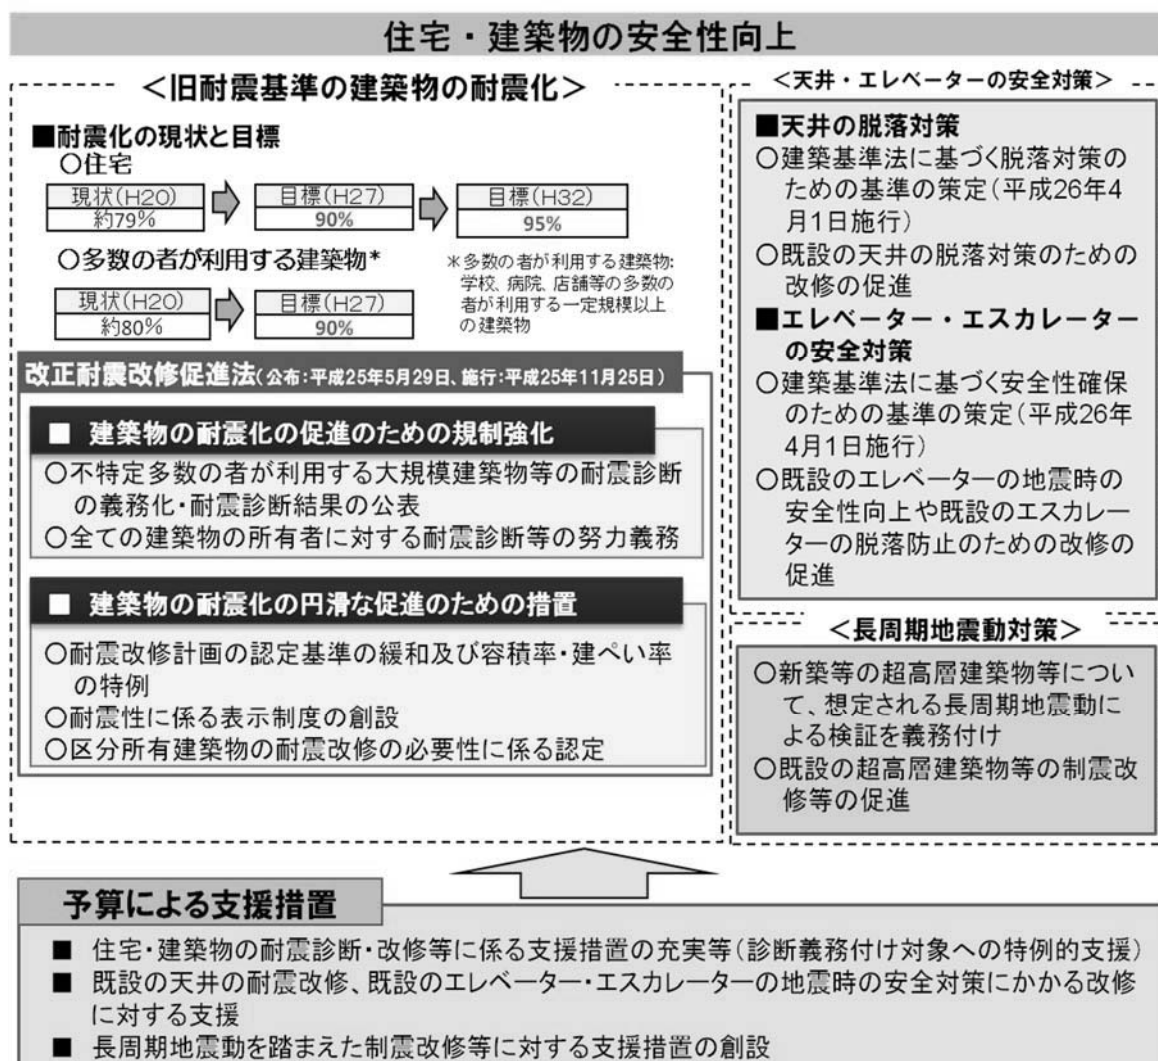 住宅・建築物の安全性向上
＜旧耐震基準の建築物の耐震化＞
■耐震化の現状と目標
○住宅
現状(H20)
約79%
目標(H27)
90%
目標(H32)
95%
○多数の者が利用する建築物*
現状(H20)
約80%
目標(H27)
90%
*多数の者が利用する建築物:
学校、病院、店舗等の多数の
者が利用する一定規模以上
の建築物
改正耐震改修促進法(公布:平成25年5月29日、施行:平成25年11月25日)
■ 建築物の耐震化の促進のための規制強化
○不特定多数の者が利用する大規模建築物等の耐震診断
の義務化・耐震診断結果の公表
○全ての建築物の所有者に対する耐震診断等の努力義務
■ 建築物の耐震化の円滑な促進のための措置
○耐震改修計画の認定基準の緩和及び容積率・建ぺい率
の特例
○耐震性に係る表示制度の創設
○区分所有建築物の耐震改修の必要性に係る認定
＜天井・エレベーターの安全対策＞
■天井の脱落対策
○建築基準法に基づく脱落対策の
ための基準の策定(平成26年4
月1日施行)
○既設の天井の脱落対策のための
改修の促進
■エレベーター・エスカレーター
の安全対策
○建築基準法に基づく安全性確保
のための基準の策定(平成26年
4月1日施行)
○既設のエレベーターの地震時の
安全性向上や既設のエスカレー
ターの脱落防止のための改修の
促進
＜長周期地震動対策＞
○新築等の超高層建築物等につい
て、想定される長周期地震動に
よる検証を義務付け
○既設の超高層建築物等の制震改
修等の促進
予算による支援措置
■ 住宅・建築物の耐震診断・改修等に係る支援措置の充実等(診断義務付け対象への特例的支援)
■ 既設の天井の耐震改修、既設のエレベーター・エスカレーターの地震時の安全対策にかかる改修
に対する支援
■ 長周期地震動を踏まえた制震改修等に対する支援措置の創設